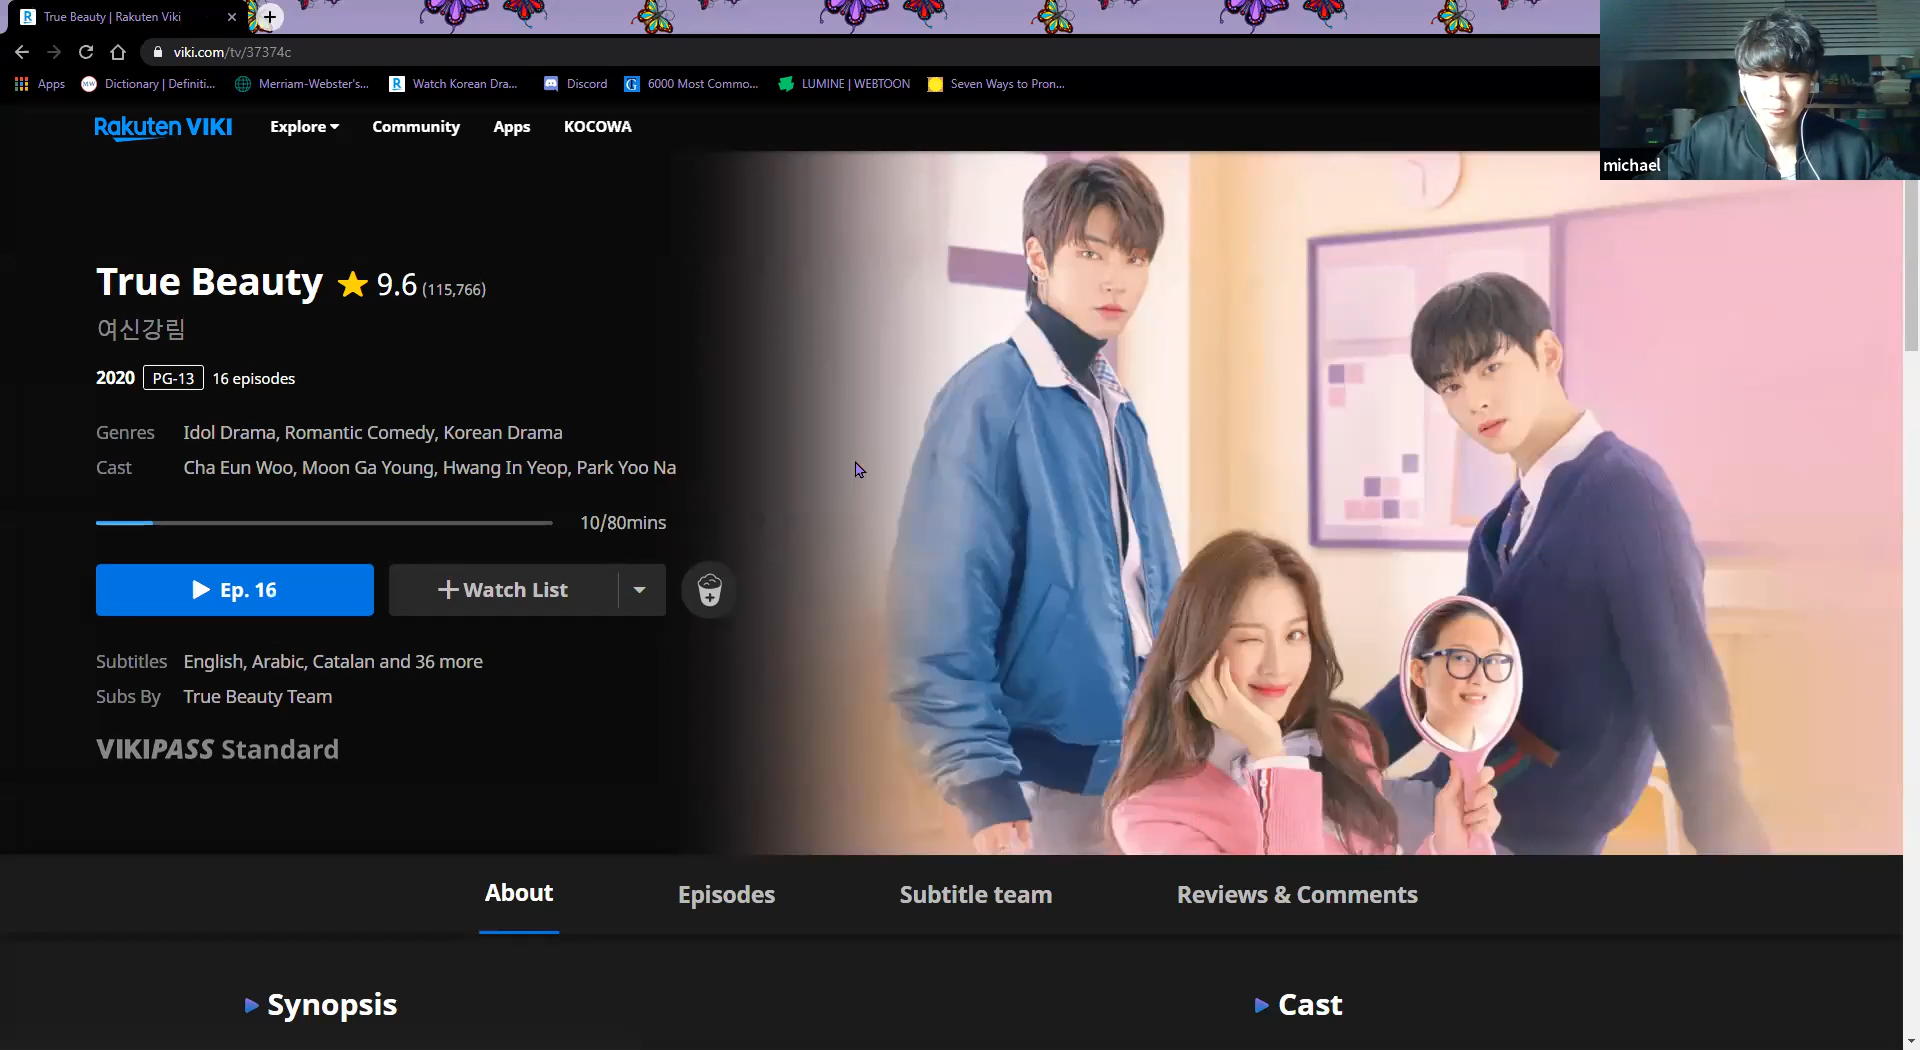 True Beauty | Rakuten Viki
viki.com/tv/37374c
Apps Dictionary | Definiti... Merriam-Webster's... Watch Korean Dra... Discord 6000 Most Commo... LUMINE | WEBTOON Seven Ways to Pron...
michael
Rakuten VIKI Explore Community Apps KOCOWA
True Beauty 9.6 (115,766)
여신강림
2020 PG-13 16 episodes
Genres Idol Drama, Romantic Comedy, Korean Drama
Cast Cha Eun Woo, Moon Ga Young, Hwang In Yeop, Park Yoo Na
10/80mins
Ep. 16 + Watch List
Subtitles English, Arabic, Catalan and 36 more
Subs By True Beauty Team
VIKIPASS Standard
About Episodes Subtitle team Reviews & Comments
Synopsis Cast